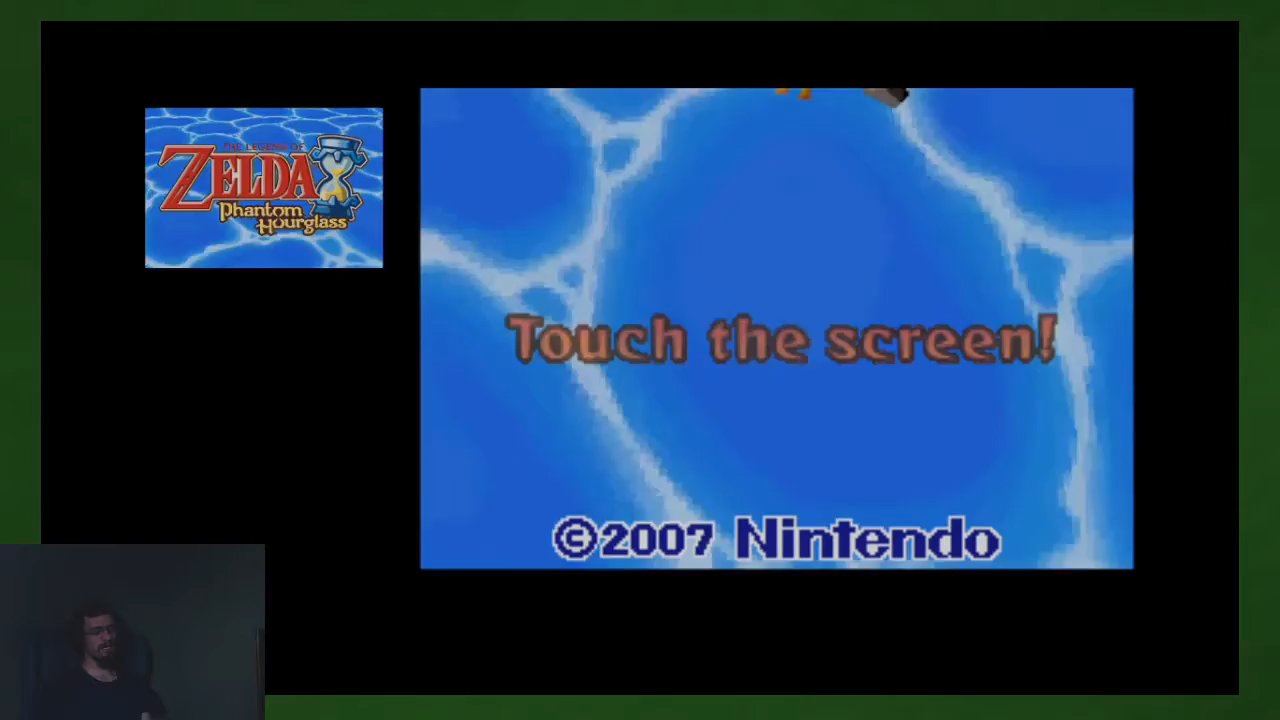 THE LEGEND OF
ZELDA
Phantom
Hourglass
Touch the screen!
©2007 Nintendo